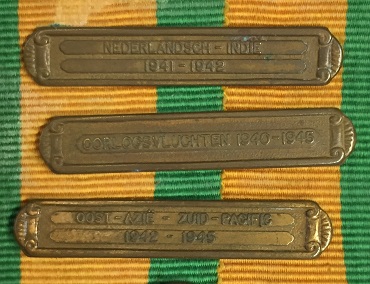 NEDERLANDSCH - INDIË
1941 - 1942
OORLOGSVLUCHTEN 1940-1945
OOST-AZIË - ZUID-PACIFIC
1942 - 1945